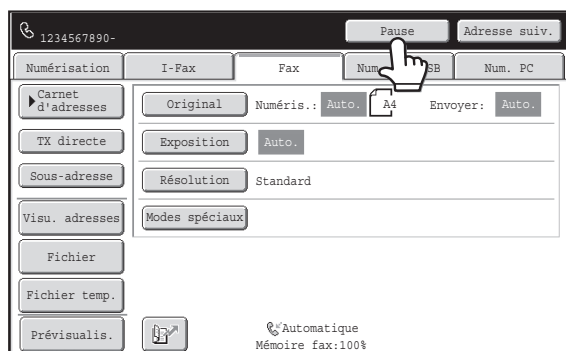 1234567890-
Pause
Adresse suiv.
Numérisation
I-Fax
Fax
Num. SB
Num. PC
Carnet
d'adresses
Original
Numéris.: Auto. A4 Envoyer: Auto.
TX directe
Exposition
Auto.
Sous-adresse
Résolution
Standard
Visu. adresses
Modes spéciaux
Fichier
Fichier temp.
Prévisualis.
Automatique
Mémoire fax:100%